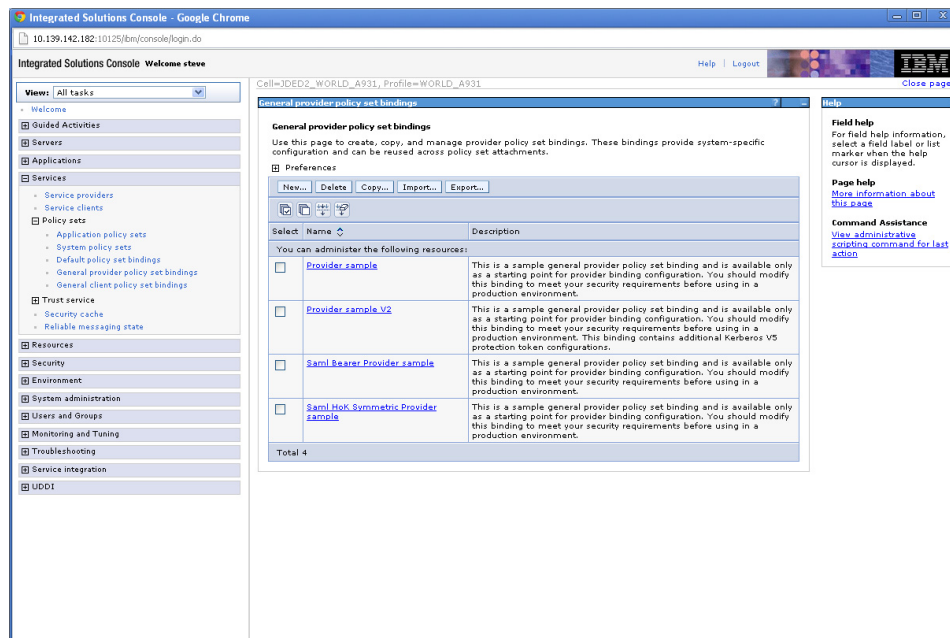 Integrated Solutions Console - Google Chrome
10.139.142.182:10125/ibm/console/login.do
Integrated Solutions Console Welcome steve
Help | Logout
IBM
View: All tasks
Welcome
Guided Activities
Servers
Applications
Services
Service providers
Service clients
Policy sets
Application policy sets
System policy sets
Default policy set bindings
General provider policy set bindings
General client policy set bindings
Trust service
Security cache
Reliable messaging state
Resources
Security
Environment
System administration
Users and Groups
Monitoring and Tuning
Troubleshooting
Service integration
UDDI
Cell=JDED2_WORLD_A931, Profile=WORLD_A931
Close page
General provider policy set bindings
General provider policy set bindings
Use this page to create, copy, and manage provider policy set bindings. These bindings provide system-specific
configuration and can be reused across policy set attachments.
Preferences
New... Delete Copy... Import... Export...
Select Name Description
You can administer the following resources:
Provider sample
This is a sample general provider policy set binding and is available only
as a starting point for provider binding configuration. You should modify
this binding to meet your security requirements before using in a
production environment.
Provider sample V2
This is a sample general provider policy set binding and is available only
as a starting point for provider binding configuration. You should modify
this binding to meet your security requirements before using in a
production environment. This binding contains additional Kerberos V5
protection token configurations.
Saml Bearer Provider sample
This is a sample general provider policy set binding and is available only
as a starting point for provider binding configuration. You should modify
this binding to meet your security requirements before using in a
production environment.
Saml HoK Symmetric Provider
sample
This is a sample general provider policy set binding and is available only
as a starting point for provider binding configuration. You should modify
this binding to meet your security requirements before using in a
production environment.
Total 4
Help
Field help
For field help information,
select a field label or list
marker when the help
cursor is displayed.
Page help
More information about
this page
Command Assistance
View administrative
scripting command for last
action